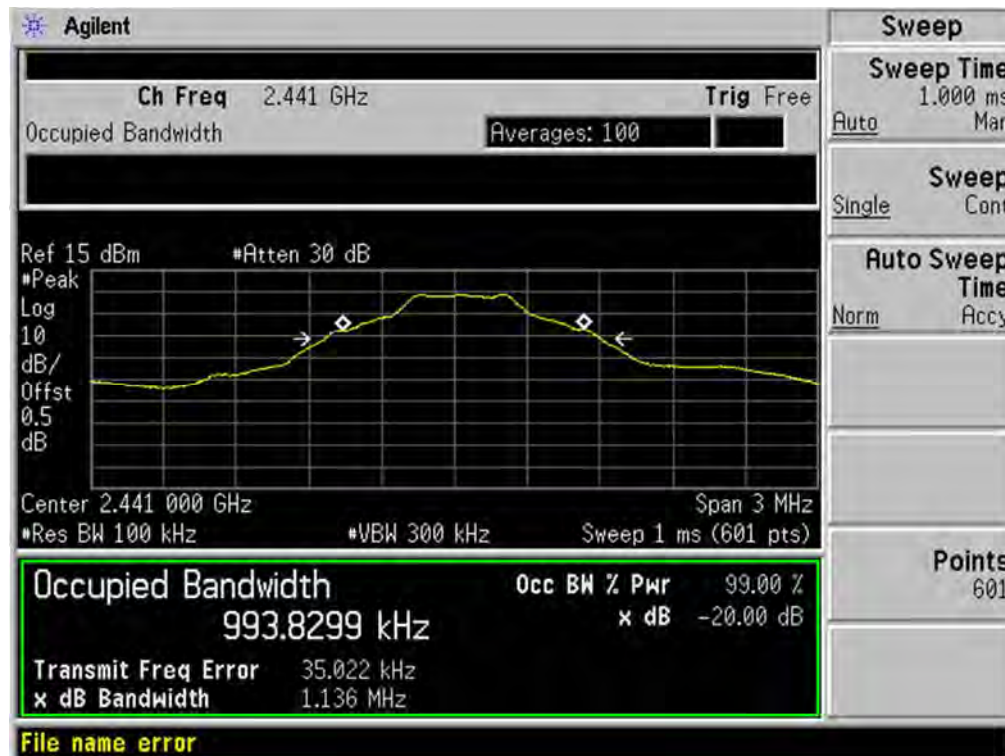 Agilent
Ch Freq 2.441 GHz Trig Free
Occupied Bandwidth Averages: 100
Ref 15 dBm #Atten 30 dB
#Peak
Log
10
dB/
Offst
0.5
dB
Center 2.441 000 GHz Span 3 MHz
#Res BW 100 kHz #VBW 300 kHz Sweep 1 ms (601 pts)
Occupied Bandwidth Occ BW % Pwr 99.00 %
993.8299 kHz x dB -20.00 dB
Transmit Freq Error 35.022 kHz
x dB Bandwidth 1.136 MHz
File name error
Sweep
Sweep Time
1.000 ms
Auto Man
Sweep
Single Cont
Auto Sweep
Time
Norm Accy
Points
601